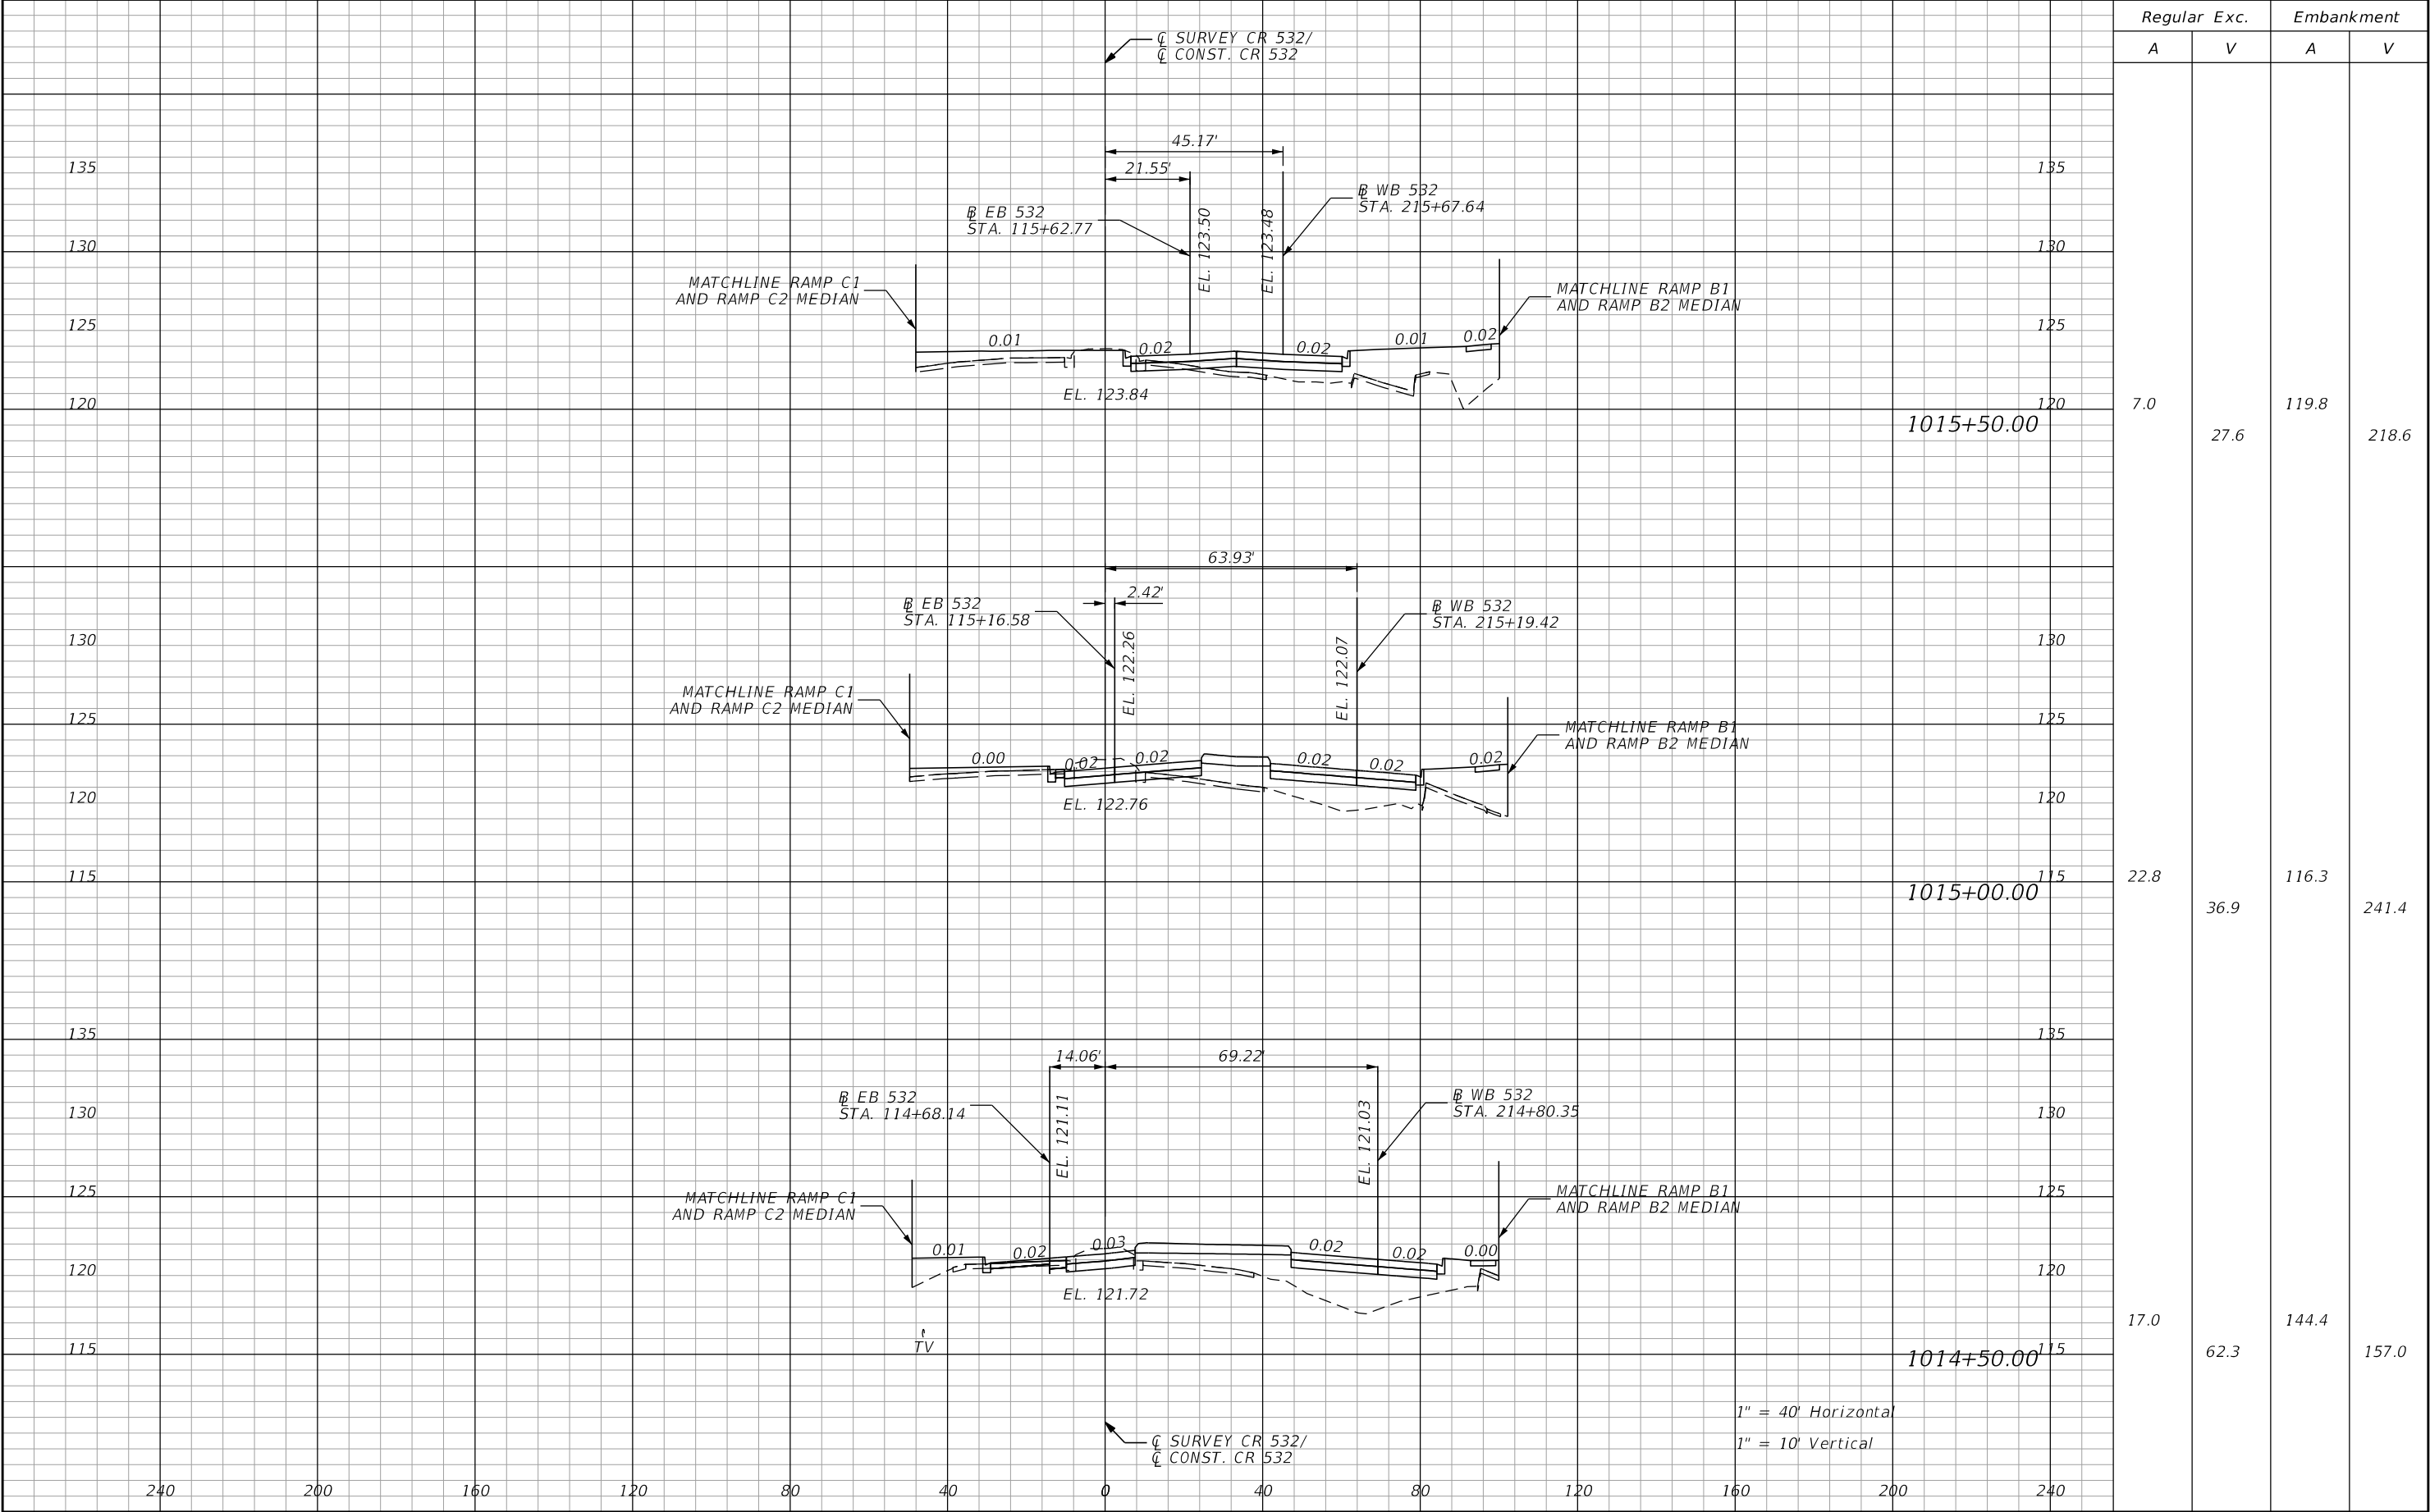 Regular Exc.
Embankment
A
V
A
V
℄ SURVEY CR 532/
℄ CONST. CR 532
45.17'
21.55'
135
135
B̲L EB 532
STA. 115+62.77
EL. 123.50
EL. 123.48
B̲L WB 532
STA. 215+67.64
130
130
MATCHLINE RAMP C1
AND RAMP C2 MEDIAN
MATCHLINE RAMP B1
AND RAMP B2 MEDIAN
125
125
0.01
0.02
0.02
0.01
0.02
EL. 123.84
120
120
7.0
119.8
1015+50.00
27.6
218.6
63.93'
2.42'
B̲L EB 532
STA. 115+16.58
EL. 122.26
EL. 122.07
B̲L WB 532
STA. 215+19.42
130
130
MATCHLINE RAMP C1
AND RAMP C2 MEDIAN
MATCHLINE RAMP B1
AND RAMP B2 MEDIAN
125
125
0.00
0.02
0.02
0.02
0.02
0.02
EL. 122.76
120
120
115
115
22.8
116.3
1015+00.00
36.9
241.4
135
135
14.06'
69.22'
B̲L EB 532
STA. 114+68.14
EL. 121.11
EL. 121.03
B̲L WB 532
STA. 214+80.35
130
130
MATCHLINE RAMP C1
AND RAMP C2 MEDIAN
MATCHLINE RAMP B1
AND RAMP B2 MEDIAN
125
125
0.01
0.02
0.03
0.02
0.02
0.00
120
120
EL. 121.72
17.0
144.4
TV
115
115
1014+50.00
62.3
157.0
1" = 40' Horizontal
1" = 10' Vertical
℄ SURVEY CR 532/
℄ CONST. CR 532
240
200
160
120
80
40
0
40
80
120
160
200
240